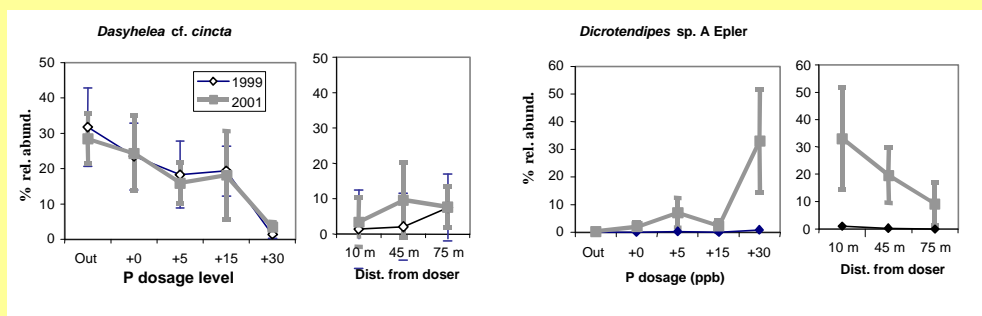 Dasyhelea cf. cincta
% rel. abund.
50
40
30
20
10
0
1999
2001
Out +0 +5 +15 +30
P dosage level
50
40
30
20
10
0
10 m 45 m 75 m
Dist. from doser
Dicrotendipes sp. A Epler
% rel. abund.
60
50
40
30
20
10
0
Out +0 +5 +15 +30
P dosage (ppb)
60
50
40
30
20
10
0
10 m 45 m 75 m
Dist. from doser